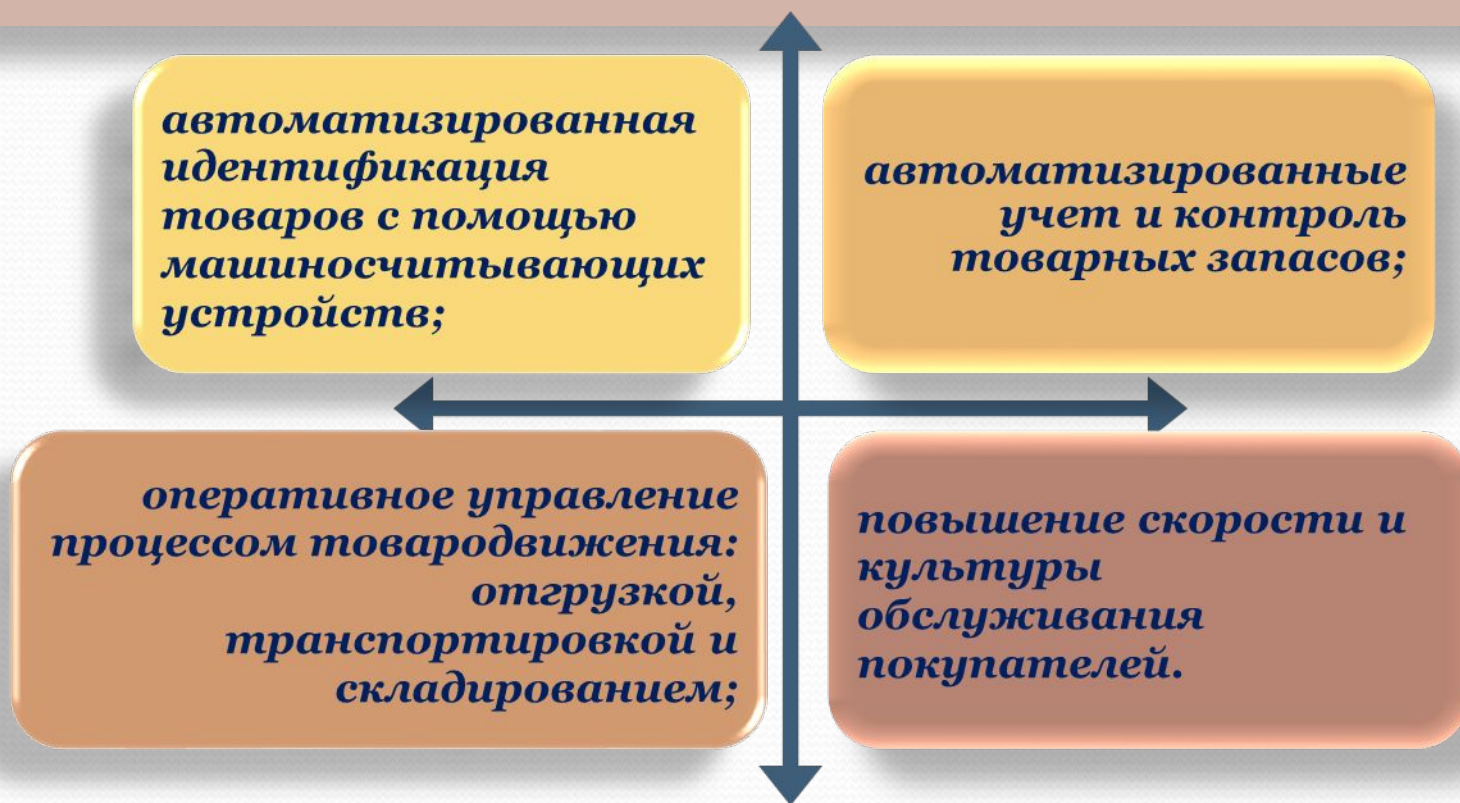 автоматизированная
идентификация
товаров с помощью
машиносчитывающих
устройств;
автоматизированные
учет и контроль
товарных запасов;
оперативное управление
процессом товародвижения:
отгрузкой,
транспортировкой и
складированием;
повышение скорости и
культуры
обслуживания
покупателей.